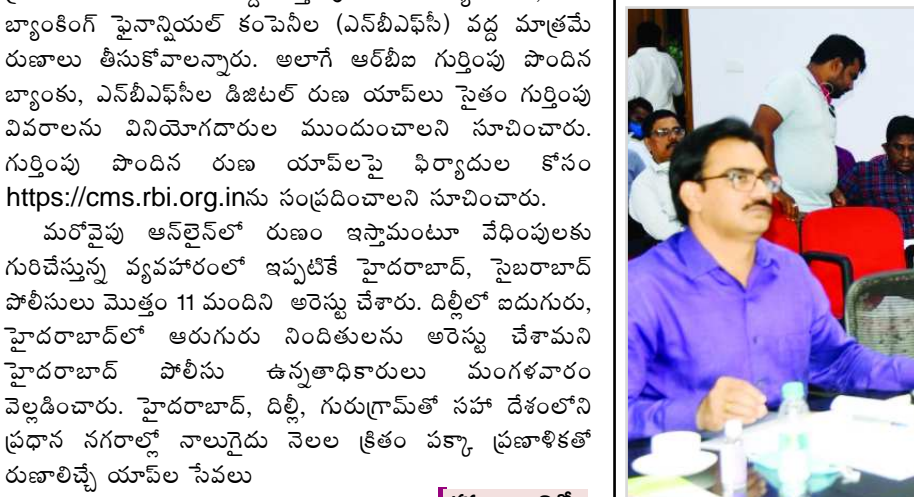 బ్యాంకింగ్ ఫైనాన్షియల్ కంపెనీల (ఎన్‌బీఎఫ్‌సీ) వద్ద మాత్రమే
రుణాలు తీసుకోవాలన్నారు. అలాగే ఆర్‌బీఐ గుర్తింపు పొందిన
బ్యాంకు, ఎన్‌బీఎఫ్‌సీల డిజిటల్ రుణ యాప్‌లు సైతం గుర్తింపు
వివరాలను వినియోగదారుల ముందుంచాలని సూచించారు.
గుర్తింపు పొందిన రుణ యాప్‌లపై ఫిర్యాదుల కోసం
https://cms.rbi.org.inను సంప్రదించాలని సూచించారు.
మరోవైపు ఆన్‌లైన్‌లో రుణం ఇస్తామంటూ వేధింపులకు
గురిచేస్తున్న వ్యవహారంలో ఇప్పటికే హైదరాబాద్, సైబరాబాద్
పోలీసులు మొత్తం 11 మందిని అరెస్టు చేశారు. దిల్లీలో ఐదుగురు,
హైదరాబాద్‌లో ఆరుగురు నిందితులను అరెస్టు చేశామని
హైదరాబాద్ పోలీసు ఉన్నతాధికారులు మంగళవారం
వెల్లడించారు. హైదరాబాద్, దిల్లీ, గురుగ్రామ్‌తో సహా దేశంలోని
ప్రధాన నగరాల్లో నాలుగైదు నెలల క్రితం పక్కా ప్రణాళికతో
రుణాలిచ్చే యాప్‌ల సేవలు